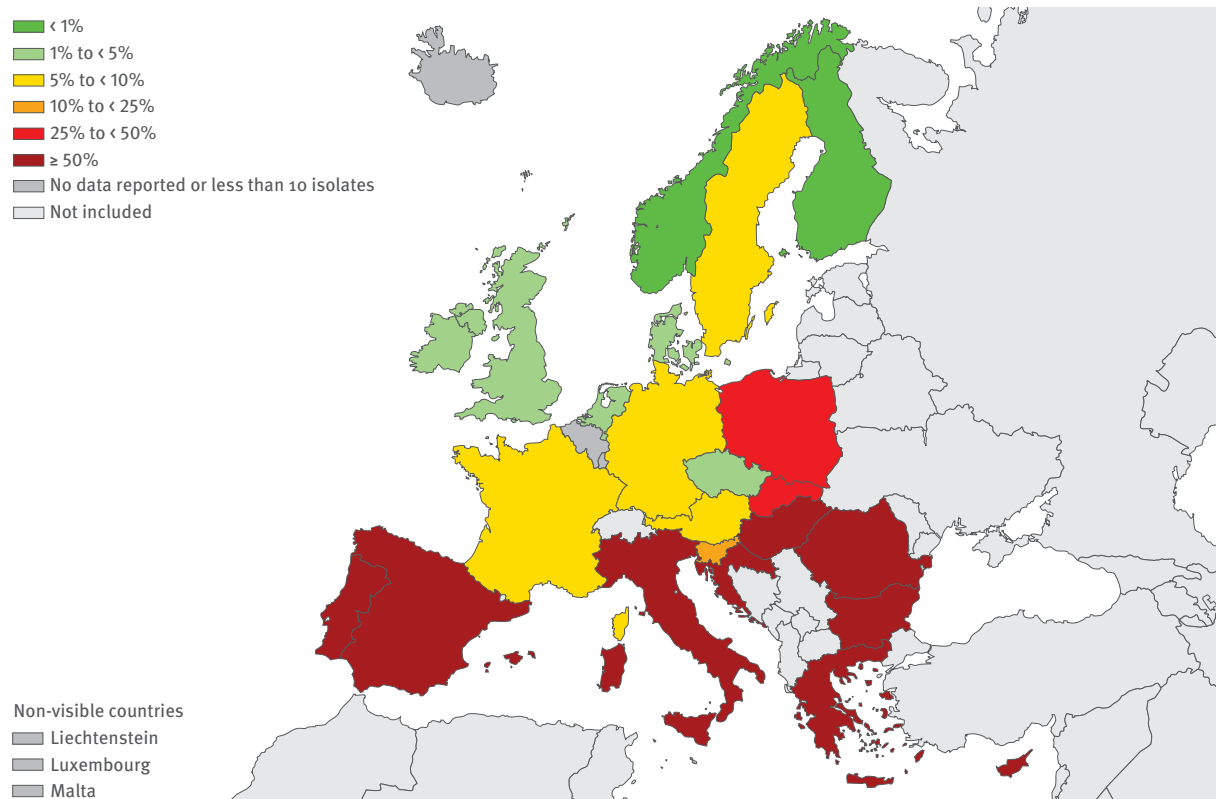 < 1%
1% to < 5%
5% to < 10%
10% to < 25%
25% to < 50%
≥ 50%
No data reported or less than 10 isolates
Not included
Non-visible countries
Liechtenstein
Luxembourg
Malta